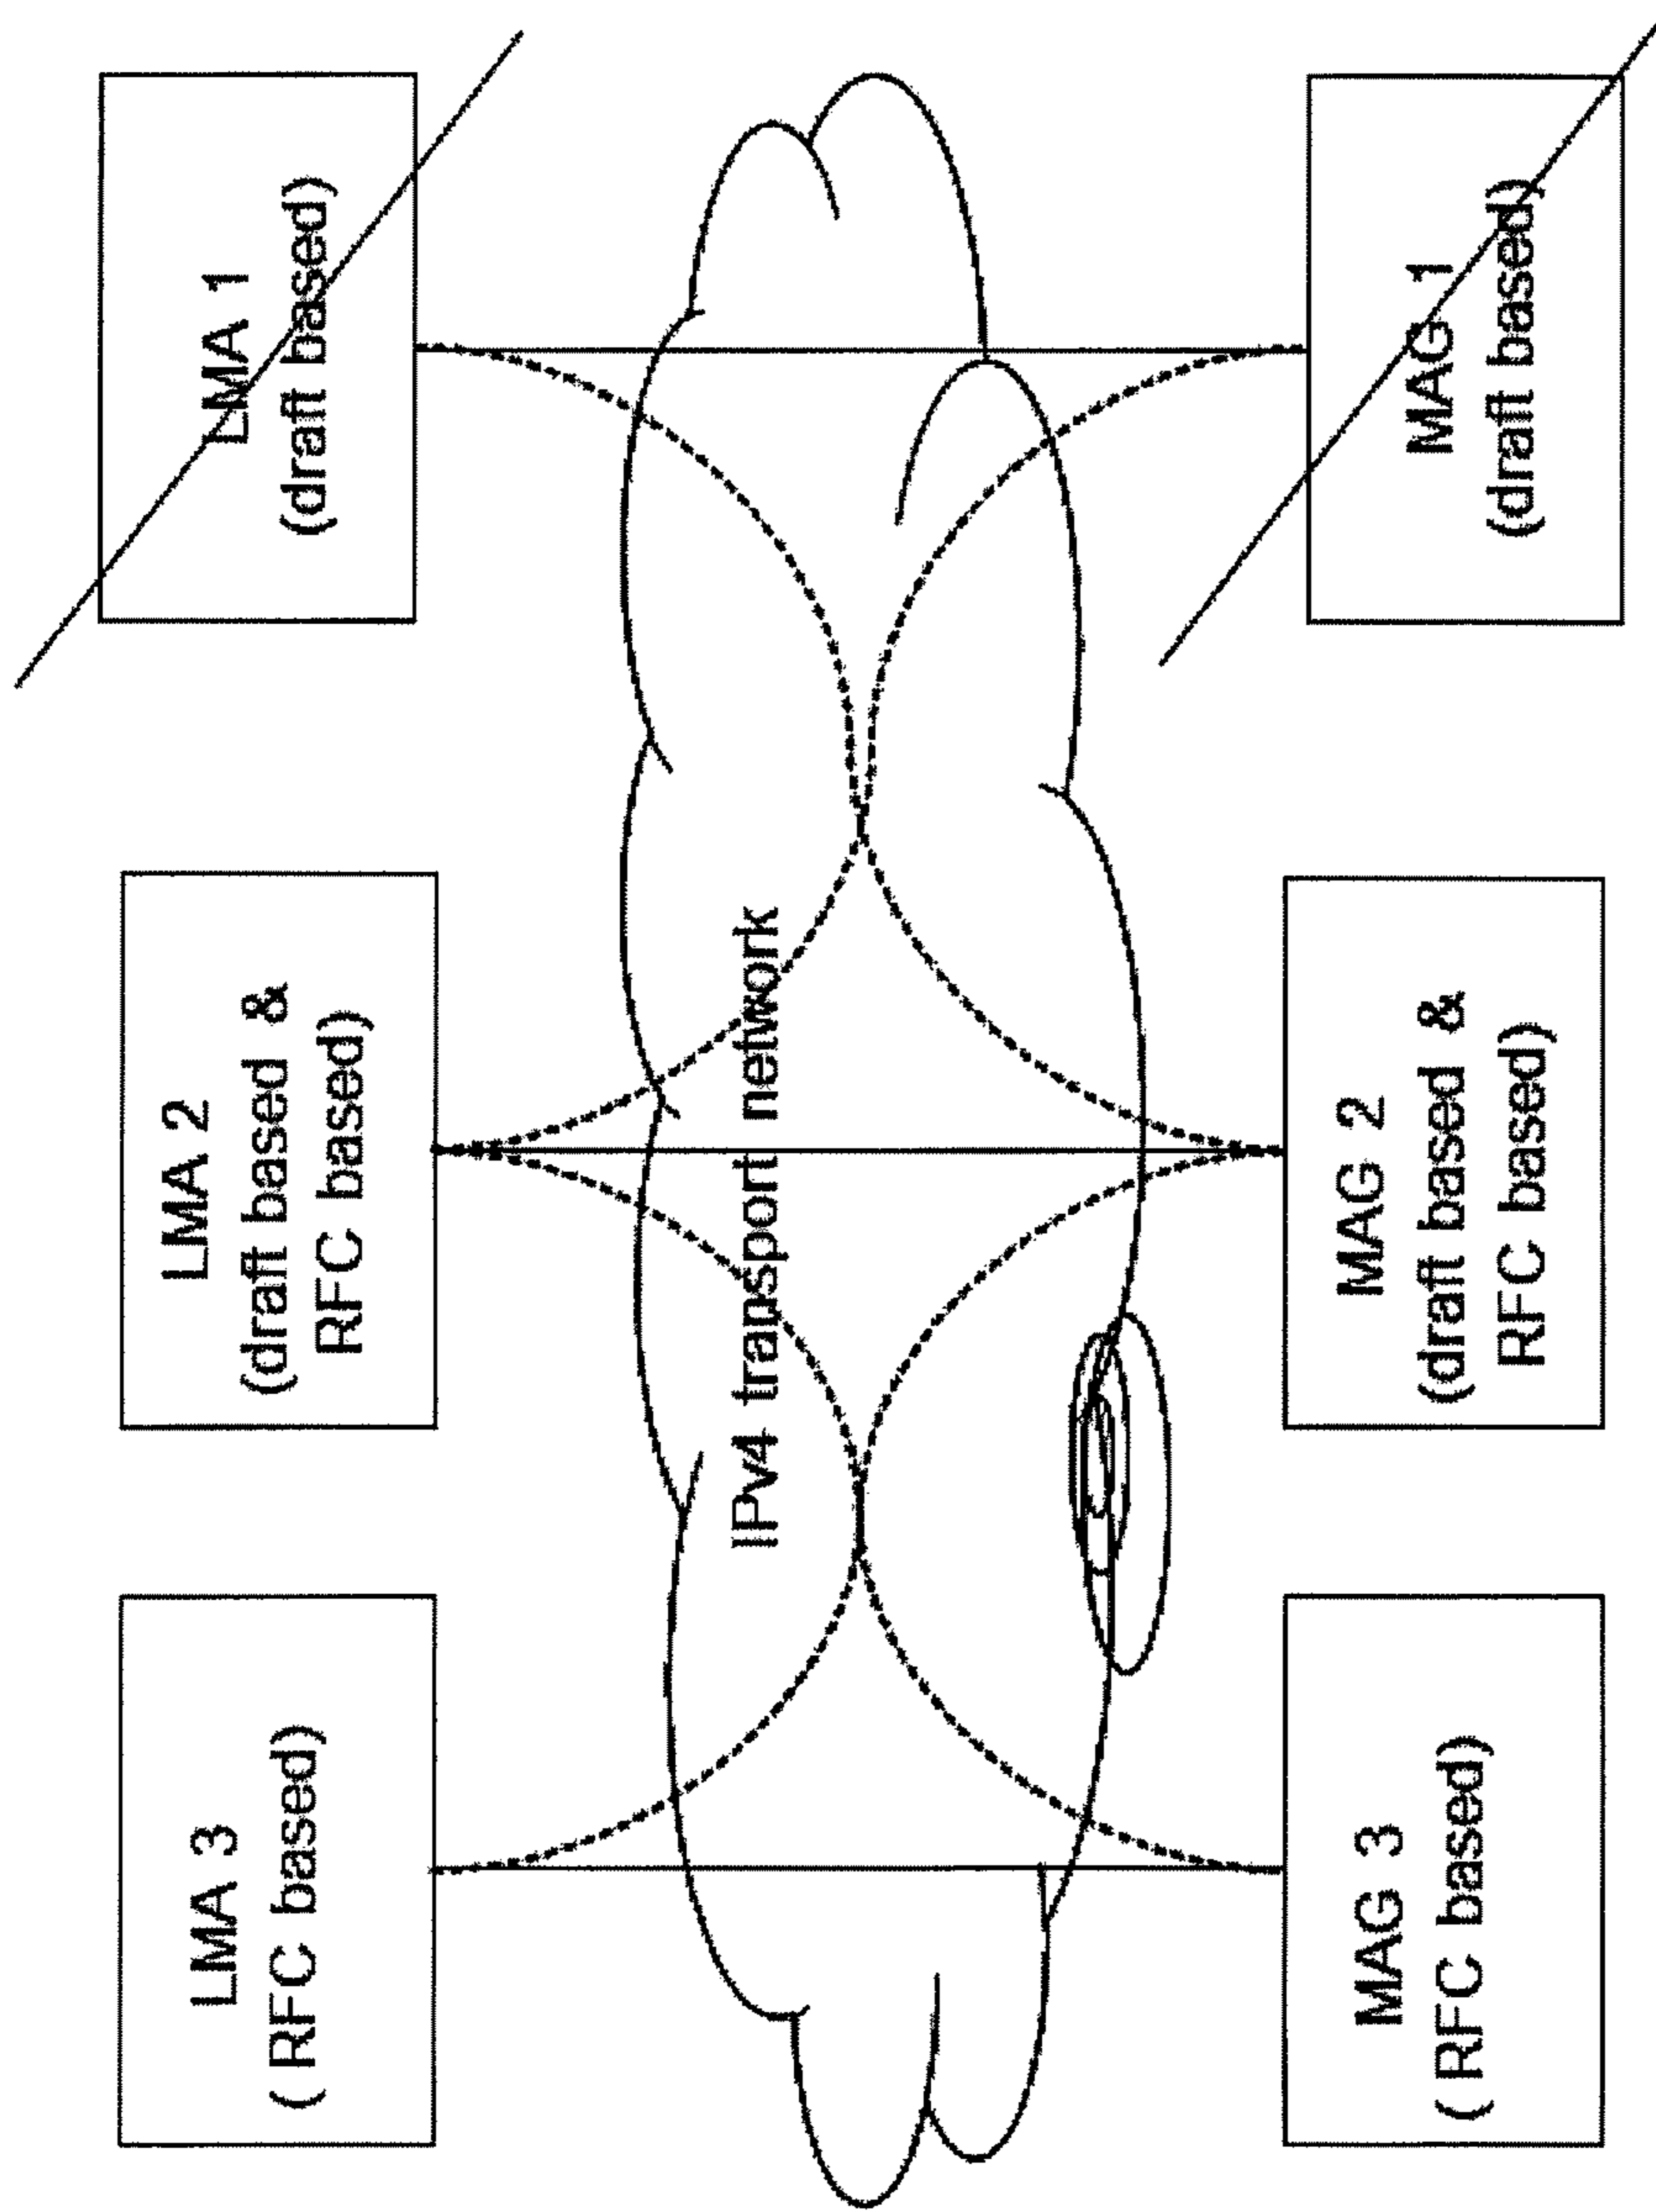 LMA 3
( RFC based)
LMA 2
(draft based &
RFC based)
LMA 1
(draft based)
IPv4 transport network
MAG 3
( RFC based)
MAG 2
(draft based &
RFC based)
MAG 1
(draft based)